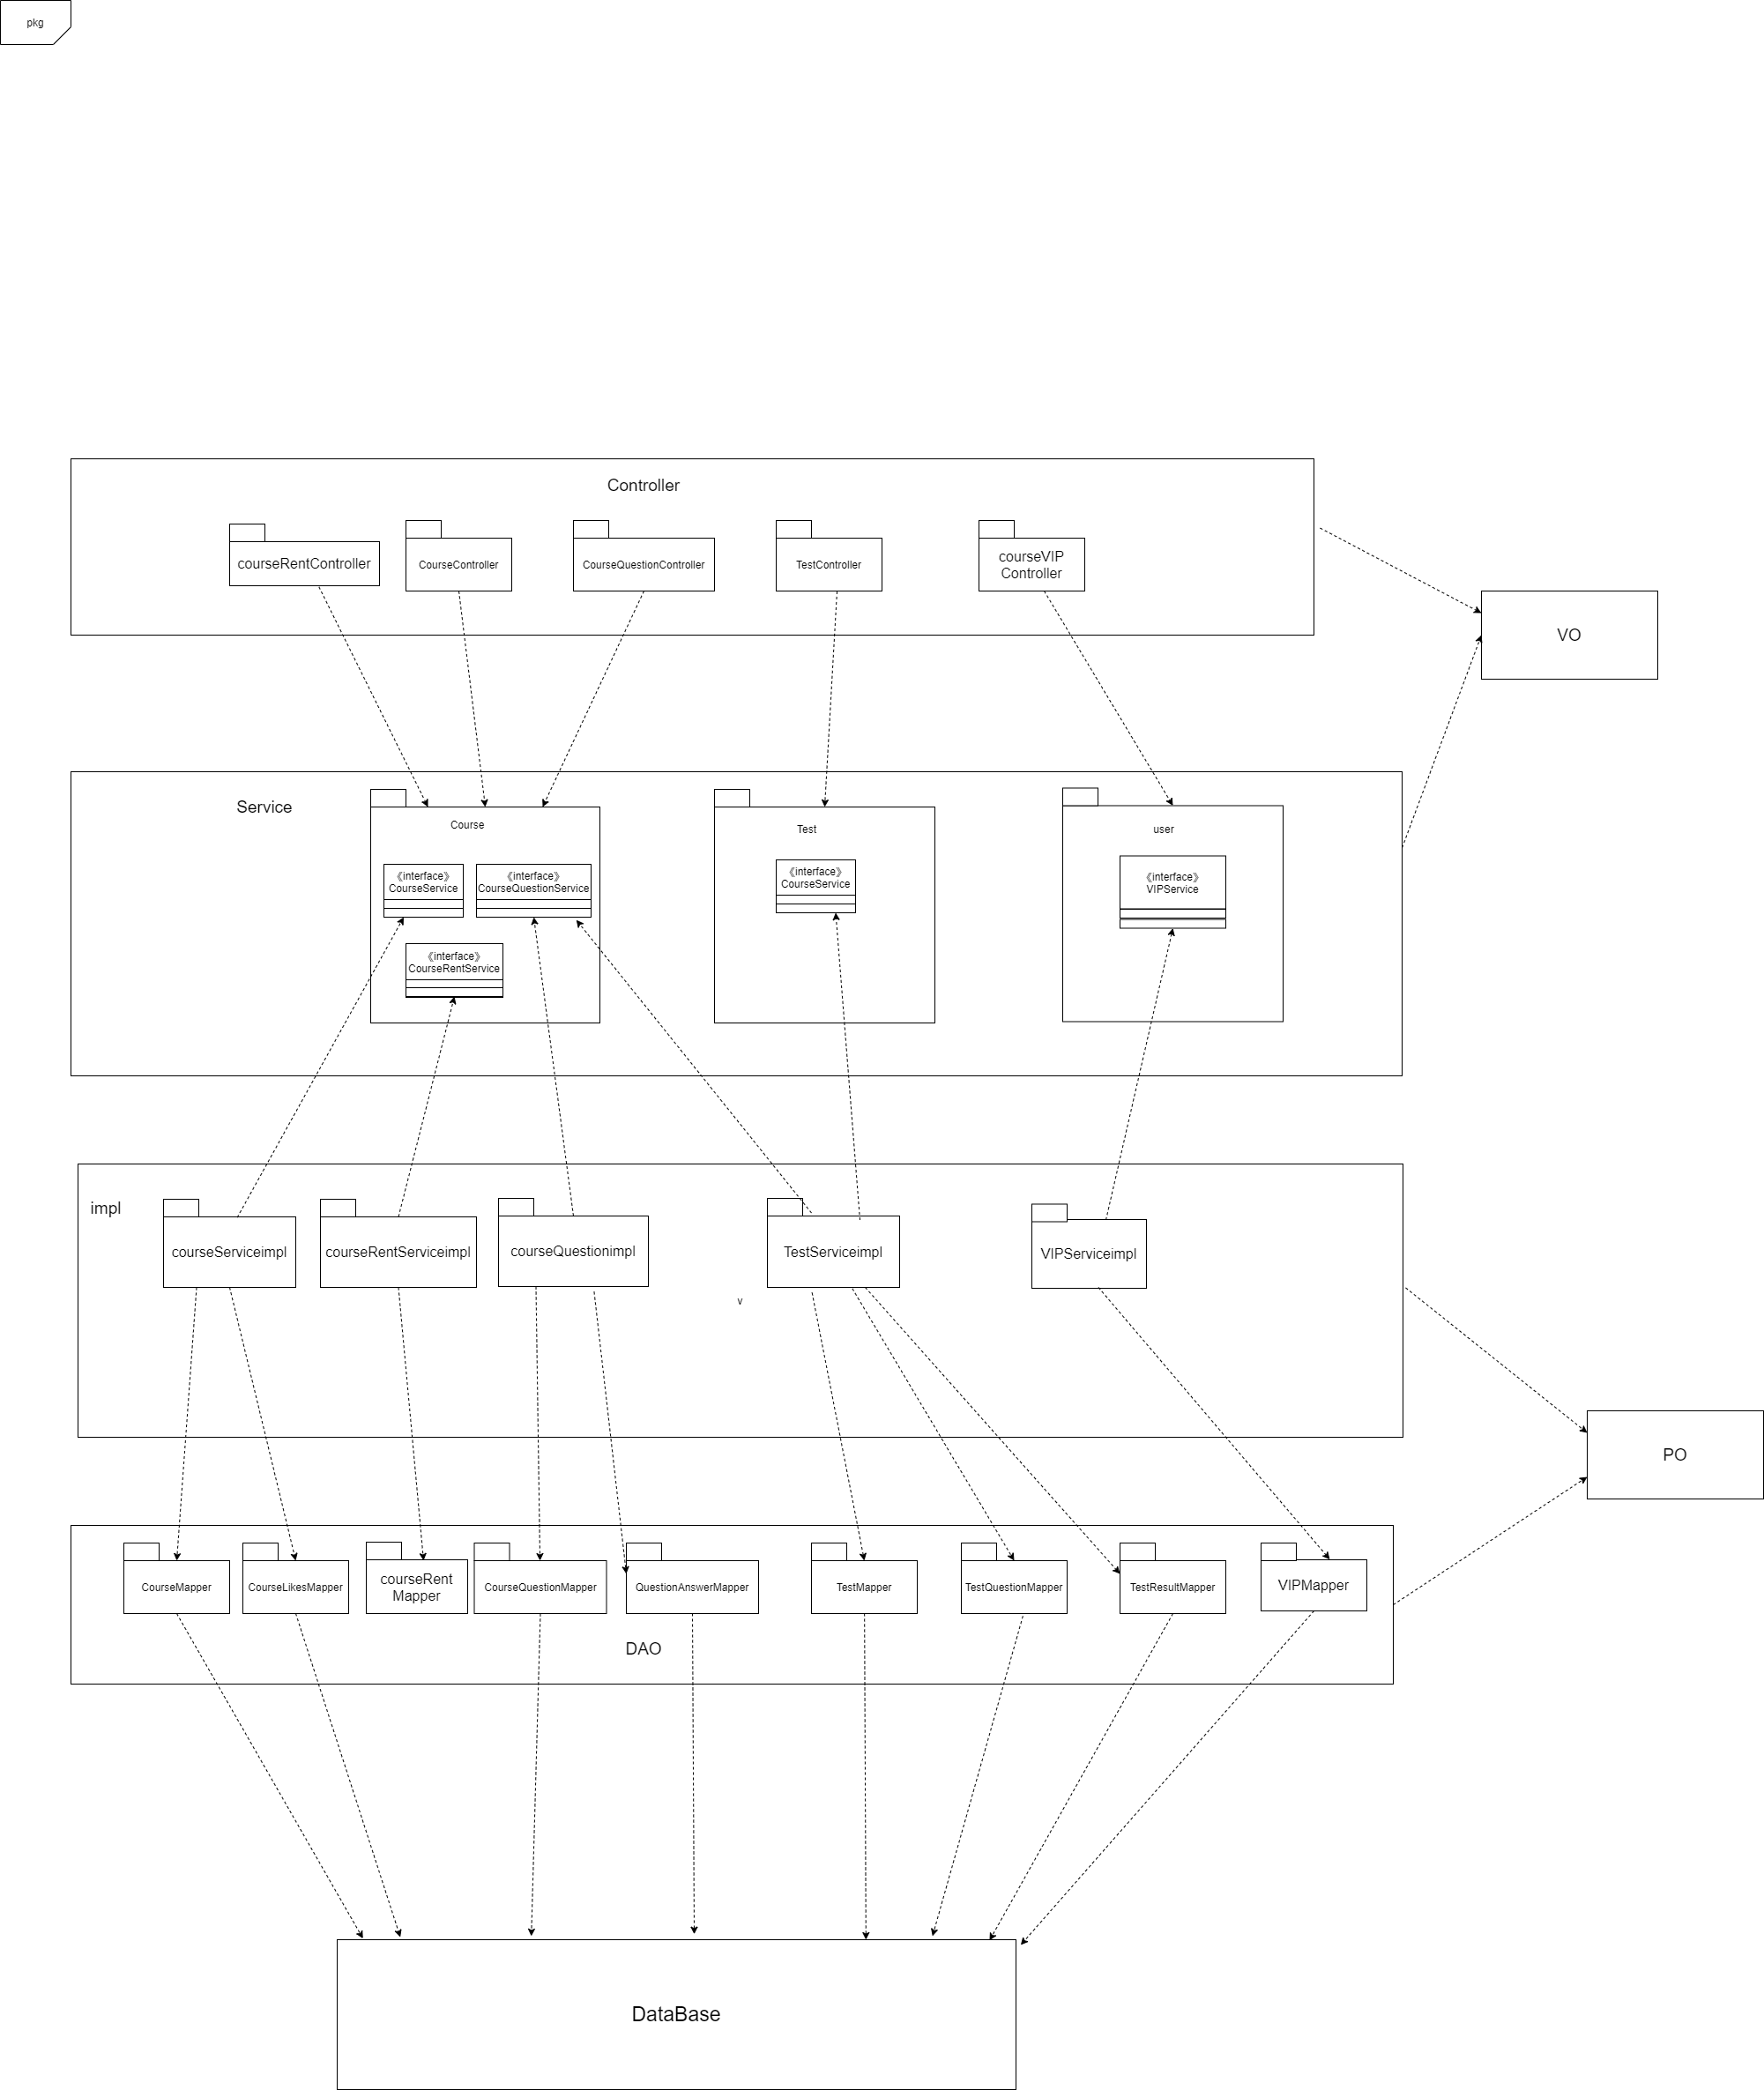 pkg
Controller
courseRentController
CourseController
CourseQuestionController
TestController
courseVIP
Controller
VO
Service
Course
《interface》
CourseService
《interface》
CourseQuestionService
《interface》
CourseRentService
Test
《interface》
CourseService
user
《interface》
VIPService
impl
courseServiceimpl
courseRentServiceimpl
courseQuestionimpl
TestServiceimpl
VIPServiceimpl
v
PO
CourseMapper
CourseLikesMapper
courseRent
Mapper
CourseQuestionMapper
QuestionAnswerMapper
TestMapper
TestQuestionMapper
TestResultMapper
VIPMapper
DAO
DataBase